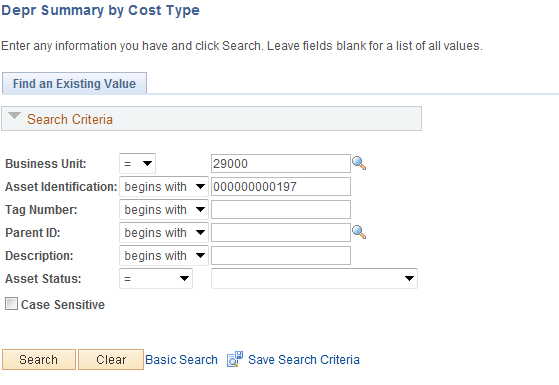 Depr Summary by Cost Type
Enter any information you have and click Search. Leave fields blank for a list of all values.
Find an Existing Value
Search Criteria
Business Unit: = 29000
Asset Identification: begins with 000000000197
Tag Number: begins with
Parent ID: begins with
Description: begins with
Asset Status: =
Case Sensitive
Search Clear Basic Search Save Search Criteria